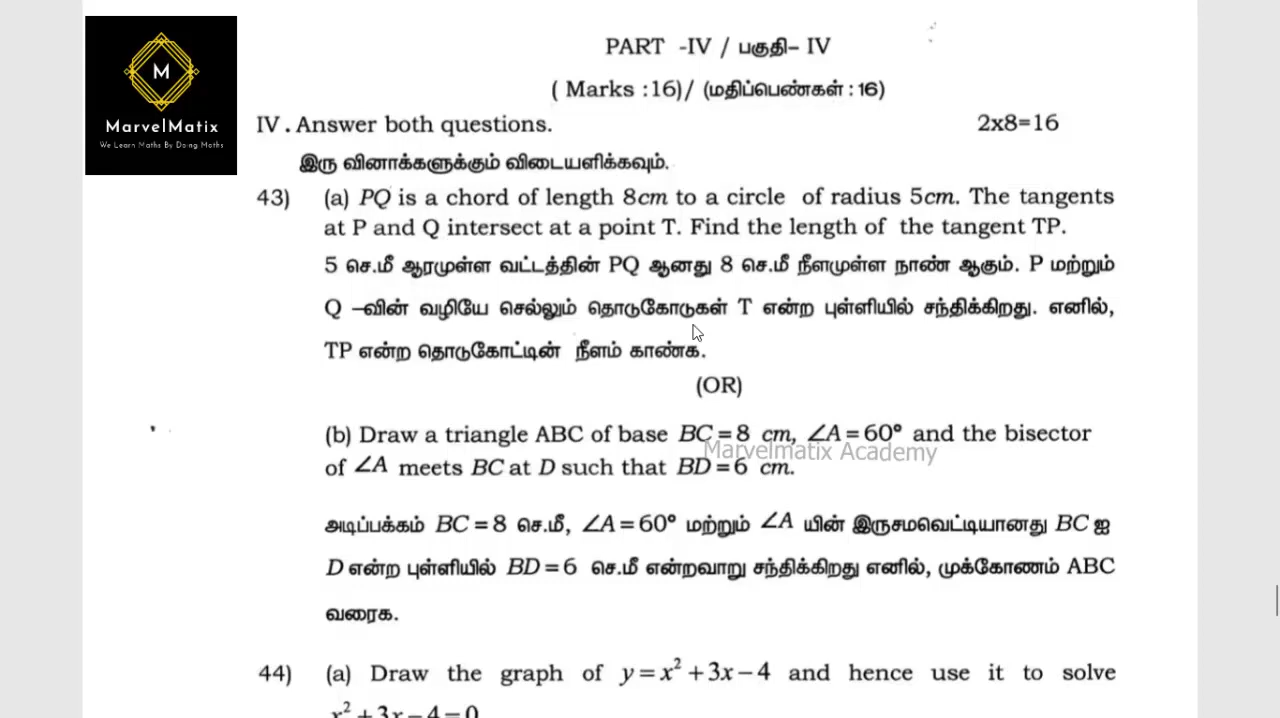 M
MarvelMatix
We Learn Maths By Doing Maths
PART -IV / பகுதி– IV
( Marks :16)/ (மதிப்பெண்கள் : 16)
IV . Answer both questions. 2x8=16
இரு வினாக்களுக்கும் விடையளிக்கவும்.
43) (a) PQ is a chord of length 8cm to a circle of radius 5cm. The tangents
at P and Q intersect at a point T. Find the length of the tangent TP.
5 செ.மீ ஆரமுள்ள வட்டத்தின் PQ ஆனது 8 செ.மீ நீளமுள்ள நாண் ஆகும். P மற்றும்
Q –வின் வழியே செல்லும் தொடுகோடுகள் T என்ற புள்ளியில் சந்திக்கிறது. எனில்,
TP என்ற தொடுகோட்டின் நீளம் காண்க.
(OR)
(b) Draw a triangle ABC of base BC = 8 cm, ∠A = 60° and the bisector
Marvelmatix Academy
of ∠A meets BC at D such that BD = 6 cm.
அடிப்பக்கம் BC = 8 செ.மீ, ∠A = 60° மற்றும் ∠A யின் இருசமவெட்டியானது BC ஐ
D என்ற புள்ளியில் BD = 6 செ.மீ என்றவாறு சந்திக்கிறது எனில், முக்கோணம் ABC
வரைக.
44) (a) Draw the graph of y = x² + 3x − 4 and hence use it to solve
x² + 3x − 4 = 0